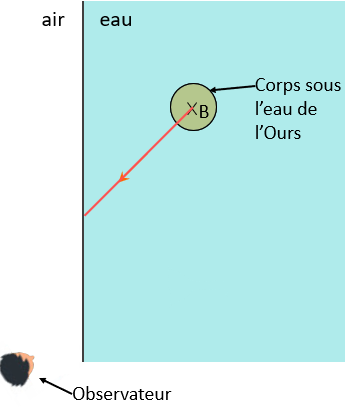 air eau
Corps sous
l'eau de
l'Ours
B
Observateur